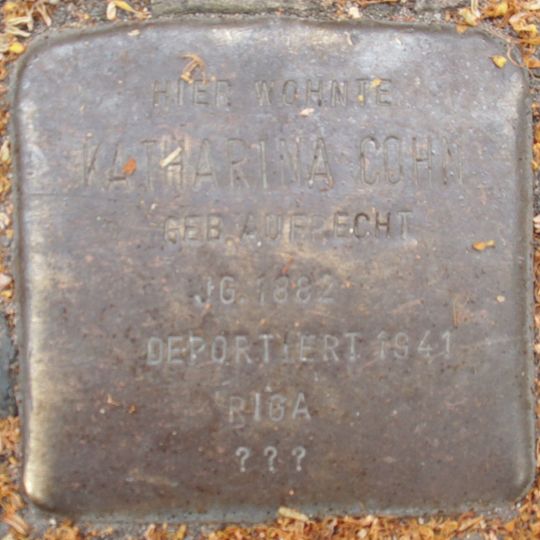 HIER WOHNTE
KATHARINA COHN
GEB. AUFRECHT
JG. 1882
DEPORTIERT 1941
RIGA
???